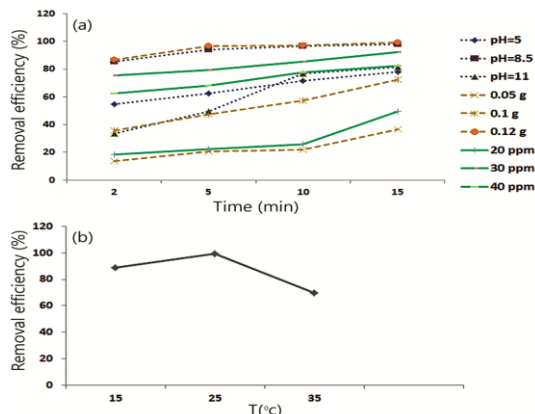 (a)
Removal efficiency (%)
120
100
80
60
40
20
0
2 5 10 15
Time (min)
pH=5
pH=8.5
pH=11
0.05 g
0.1 g
0.12 g
20 ppm
30 ppm
40 ppm
(b)
Removal efficiency (%)
120
100
80
60
40
20
0
15 25 35
T(°c)